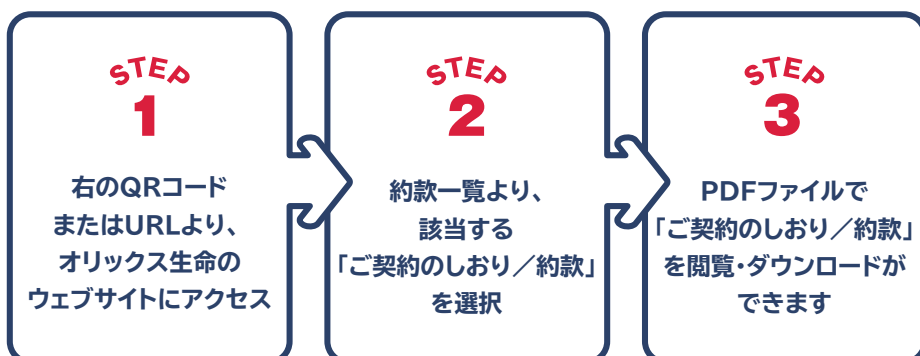 STEP
1
右のQRコード
またはURLより、
オリックス生命の
ウェブサイトにアクセス
STEP
2
約款一覧より、
該当する
「ご契約のしおり／約款」
を選択
STEP
3
PDFファイルで
「ご契約のしおり／約款」
を閲覧・ダウンロードが
できます